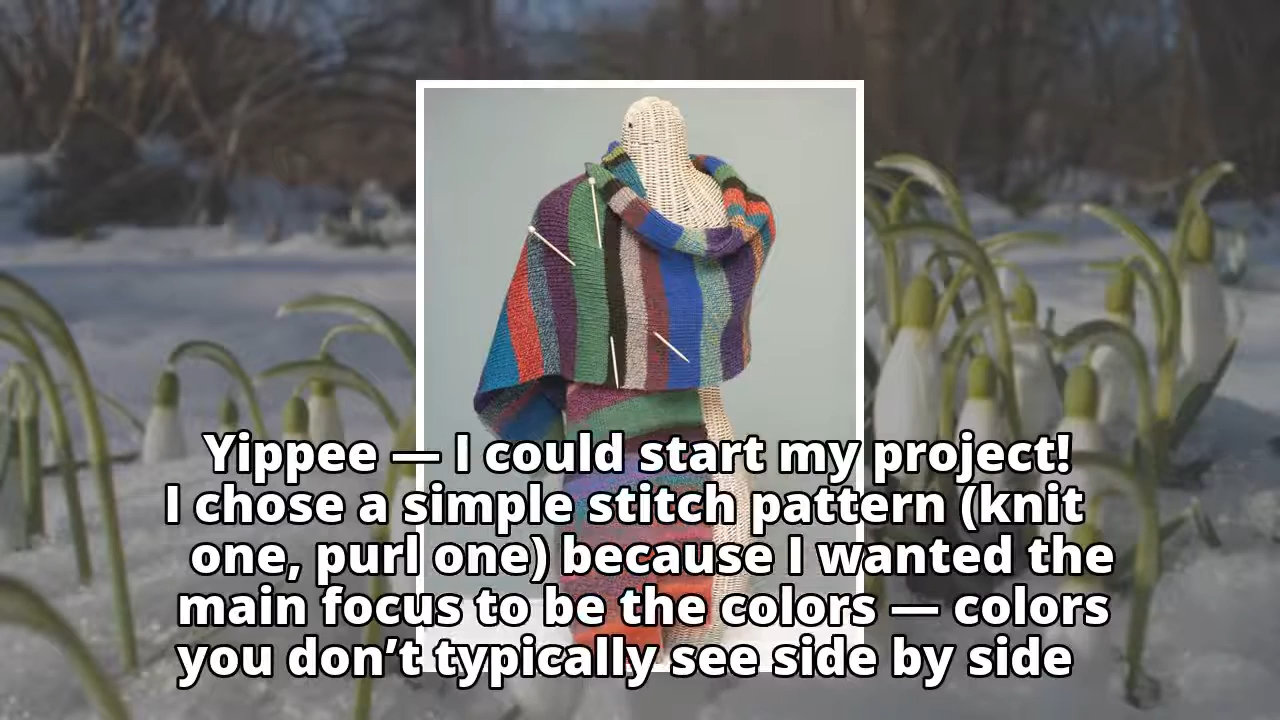 Yippee — I could start my project!
I chose a simple stitch pattern (knit
one, purl one) because I wanted the
main focus to be the colors — colors
you don’t typically see side by side